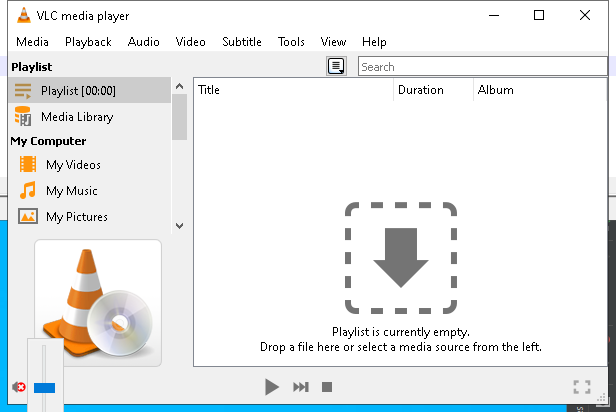 VLC media player
Media Playback Audio Video Subtitle Tools View Help
Playlist
Search
Playlist [00:00]
Title Duration Album
Media Library
My Computer
My Videos
My Music
My Pictures
Playlist is currently empty.
Drop a file here or select a media source from the left.